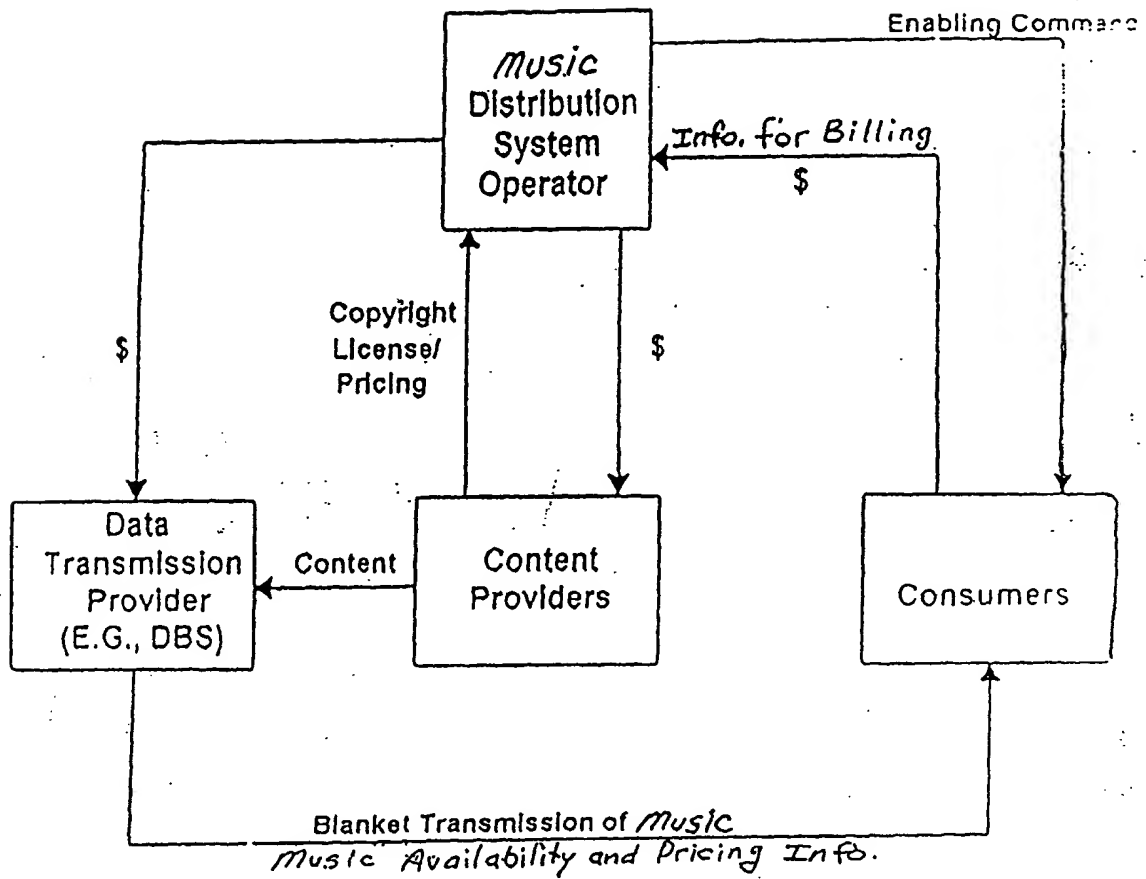 Enabling Command
Music
Distribution
System
Operator
Info. for Billing
$
Copyright
License/
Pricing
$
$
Data
Transmission
Provider
(E.G., DBS)
Content
Content
Providers
Consumers
Blanket Transmission of Music
Music Availability and Pricing Info.